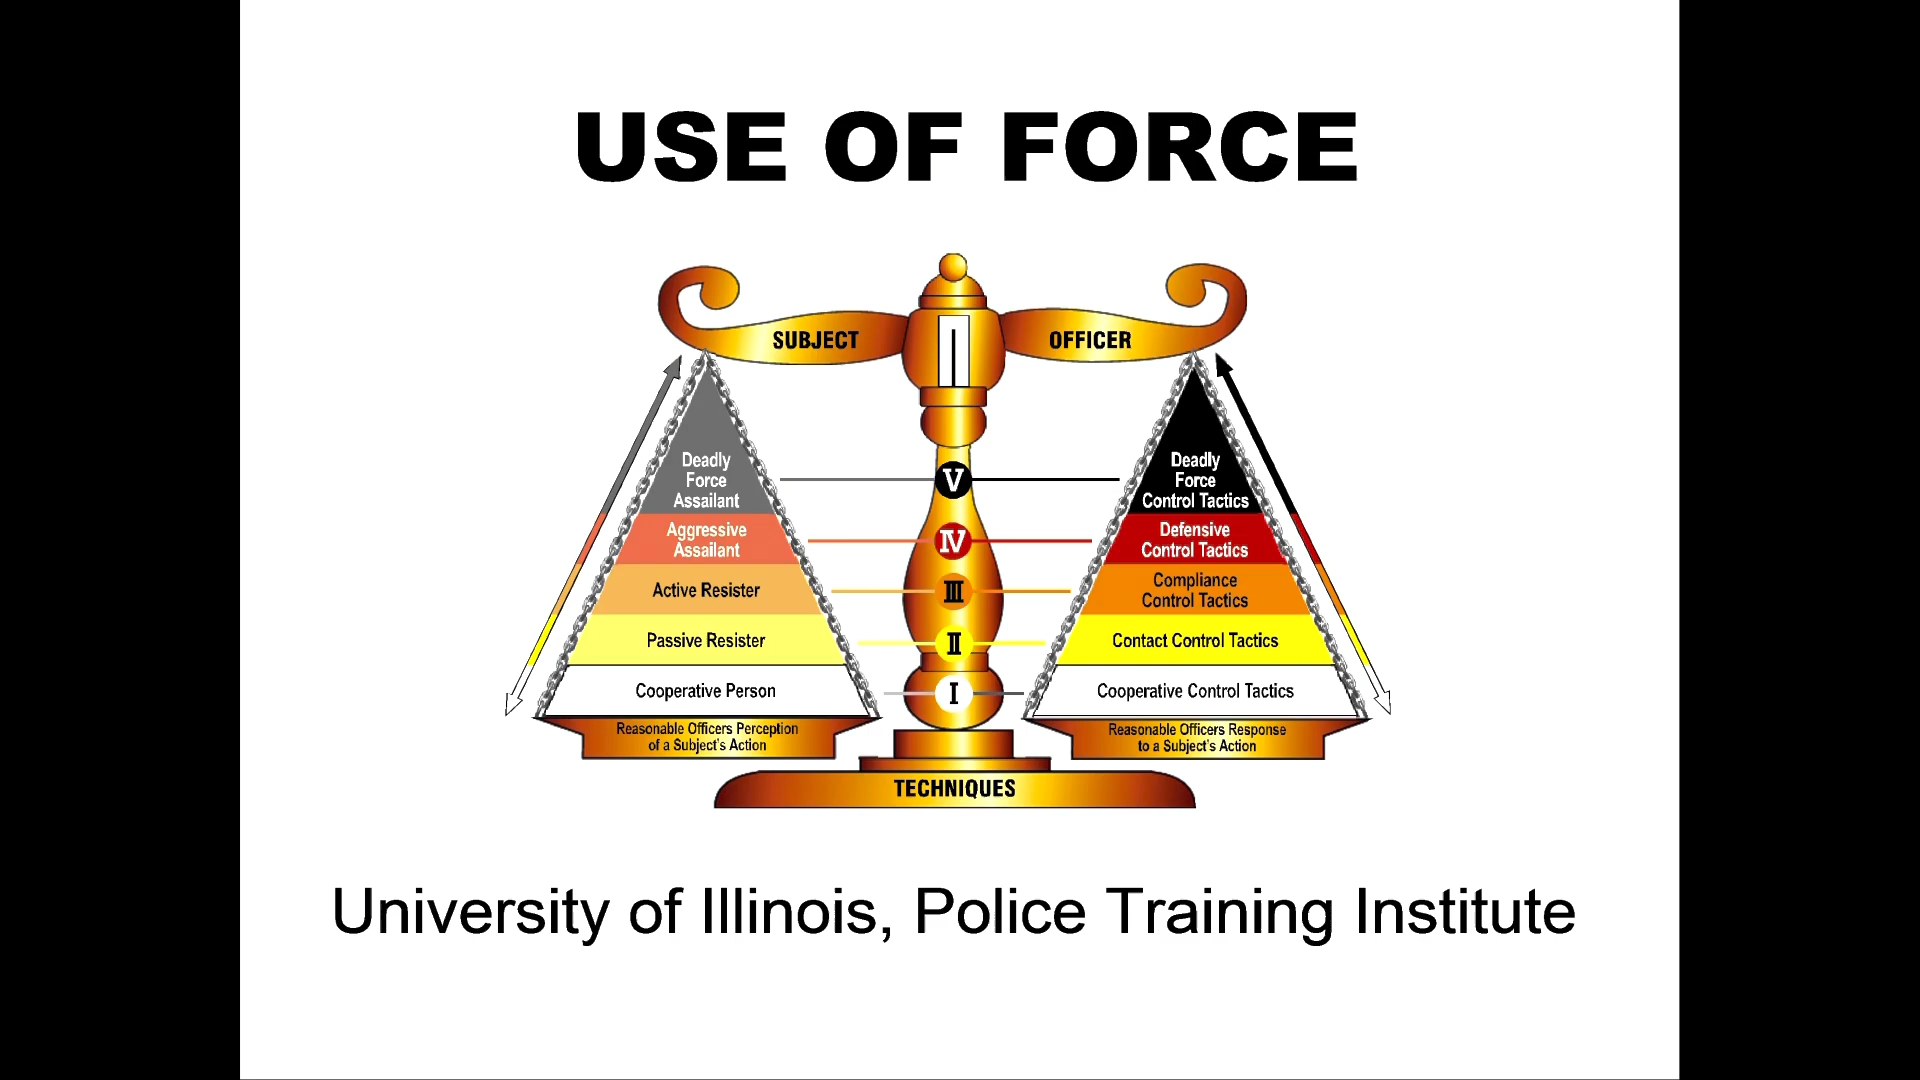 USE OF FORCE
SUBJECT
OFFICER
Deadly
Force
Assailant
V
Deadly
Force
Control Tactics
Aggressive
Assailant
IV
Defensive
Control Tactics
Active Resister
III
Compliance
Control Tactics
Passive Resister
II
Contact Control Tactics
Cooperative Person
I
Cooperative Control Tactics
Reasonable Officers Perception
of a Subject's Action
Reasonable Officers Response
to a Subject's Action
TECHNIQUES
University of Illinois, Police Training Institute